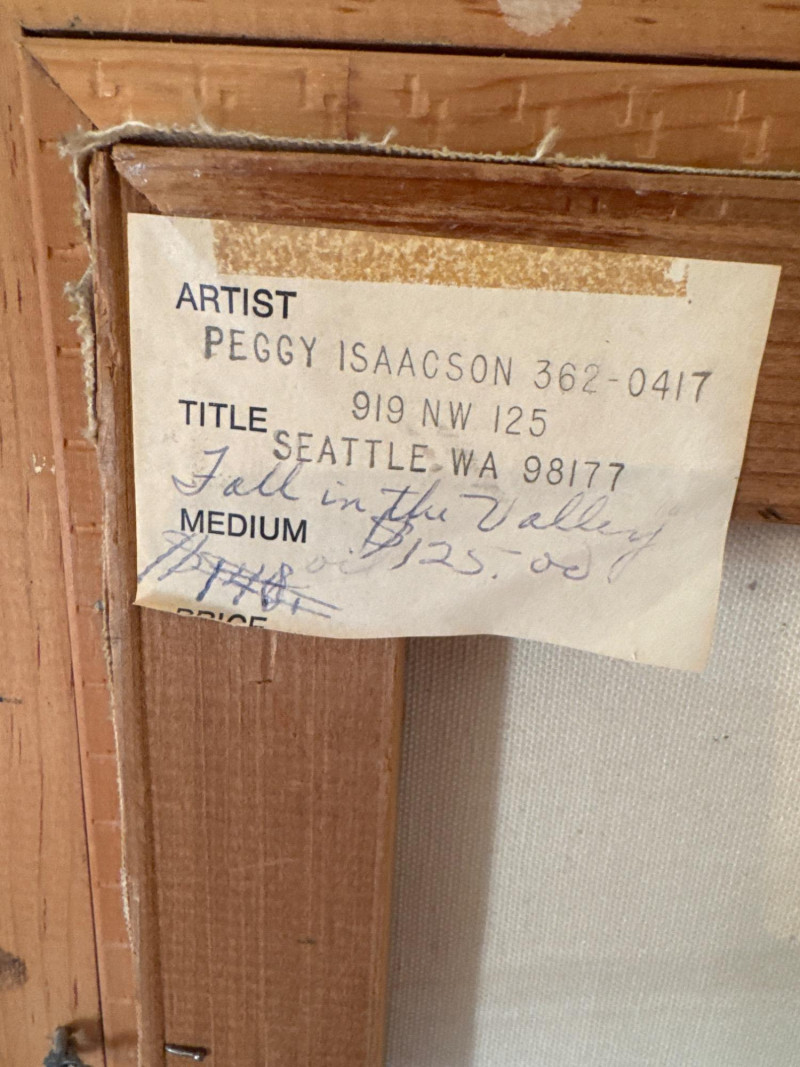 ARTIST
PEGGY ISAACSON 362-0417
919 NW 125
TITLE
SEATTLE WA 98177
Fall in the Valley
MEDIUM
oil $125.00
PRICE